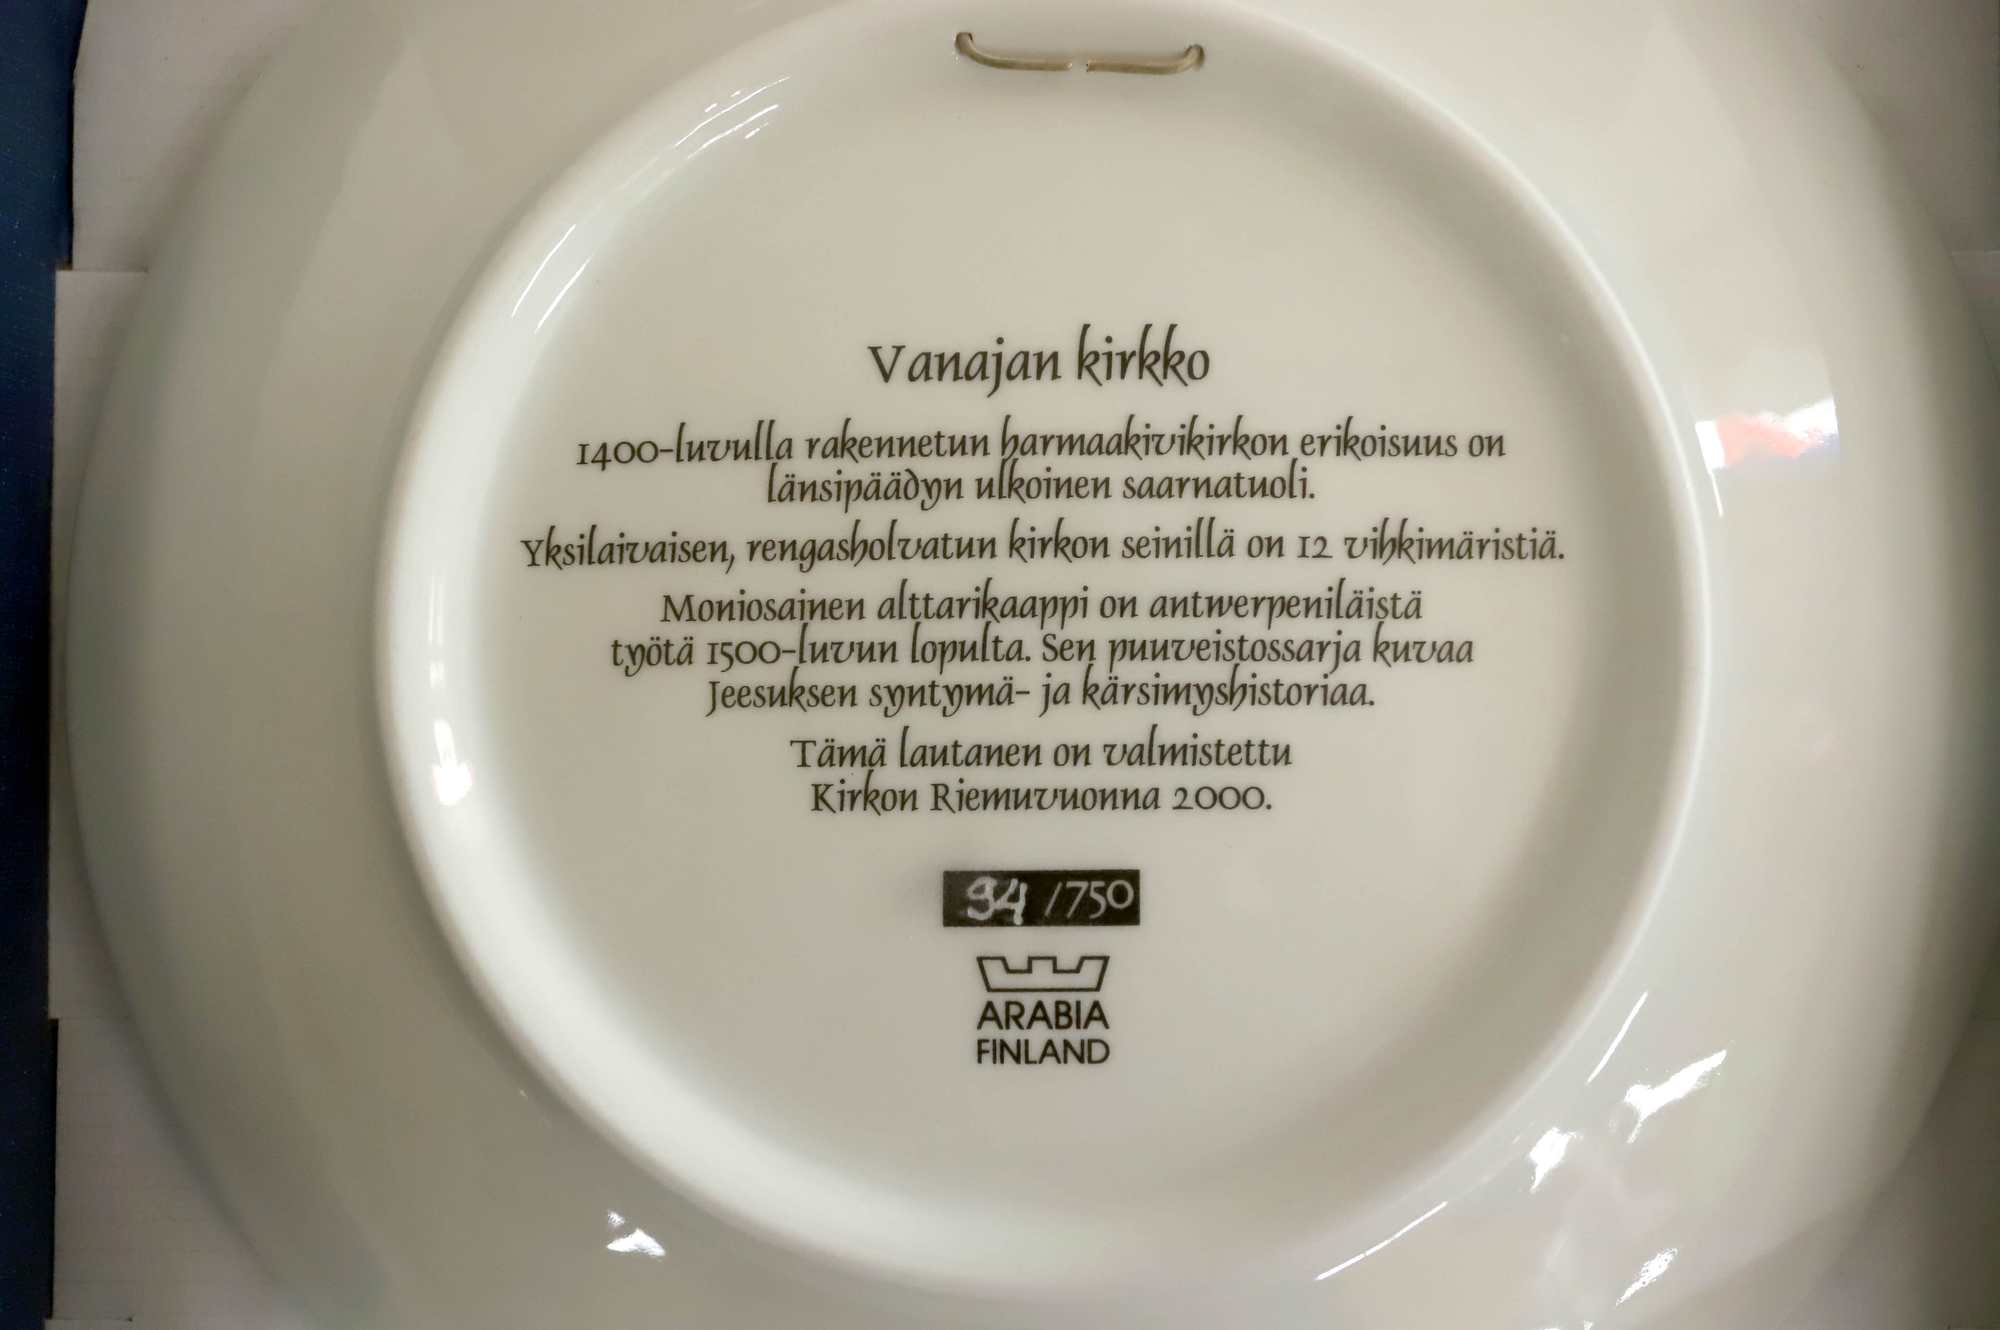 Vanajan kirkko
1400-luvulla rakennetun harmaakivikirkon erikoisuus on
länsipäädyn ulkoinen saarnatuoli.
Yksilaivaisen, rengasholvatun kirkon seinillä on 12 vihkimäristiä.
Moniosainen alttarikaappi on antwerpeniläistä
työtä 1500-luvun lopulta. Sen puuveistossarja kuvaa
Jeesuksen syntymä- ja kärsimyshistoriaa.
Tämä lautanen on valmistettu
Kirkon Riemuvuonna 2000.
94 /750
ARABIA
FINLAND